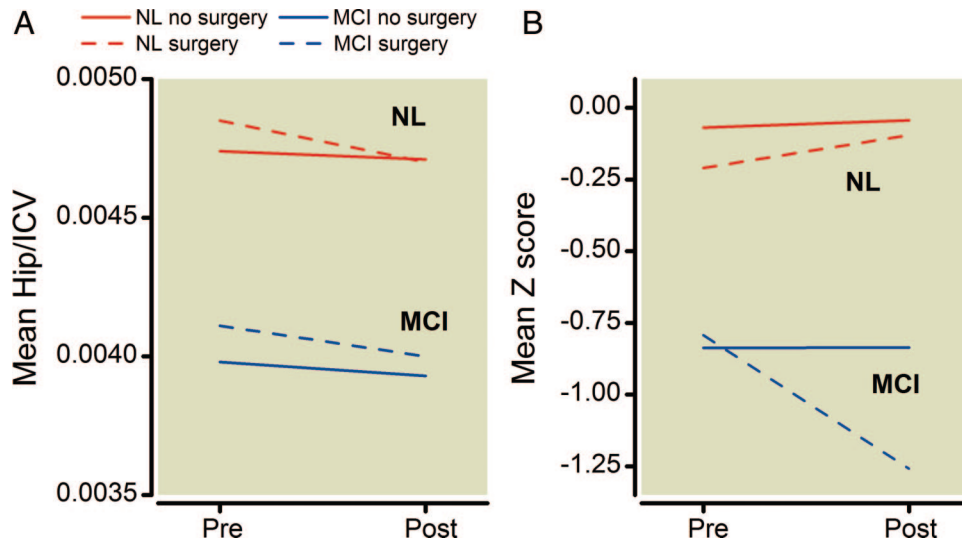 A
NL no surgery
MCI no surgery
NL surgery
MCI surgery
B
0.0050
0.0045
0.0040
0.0035
Mean Hip/ICV
NL
MCI
Pre
Post
0.00
-0.25
-0.50
-0.75
-1.00
-1.25
Mean Z score
NL
MCI
Pre
Post